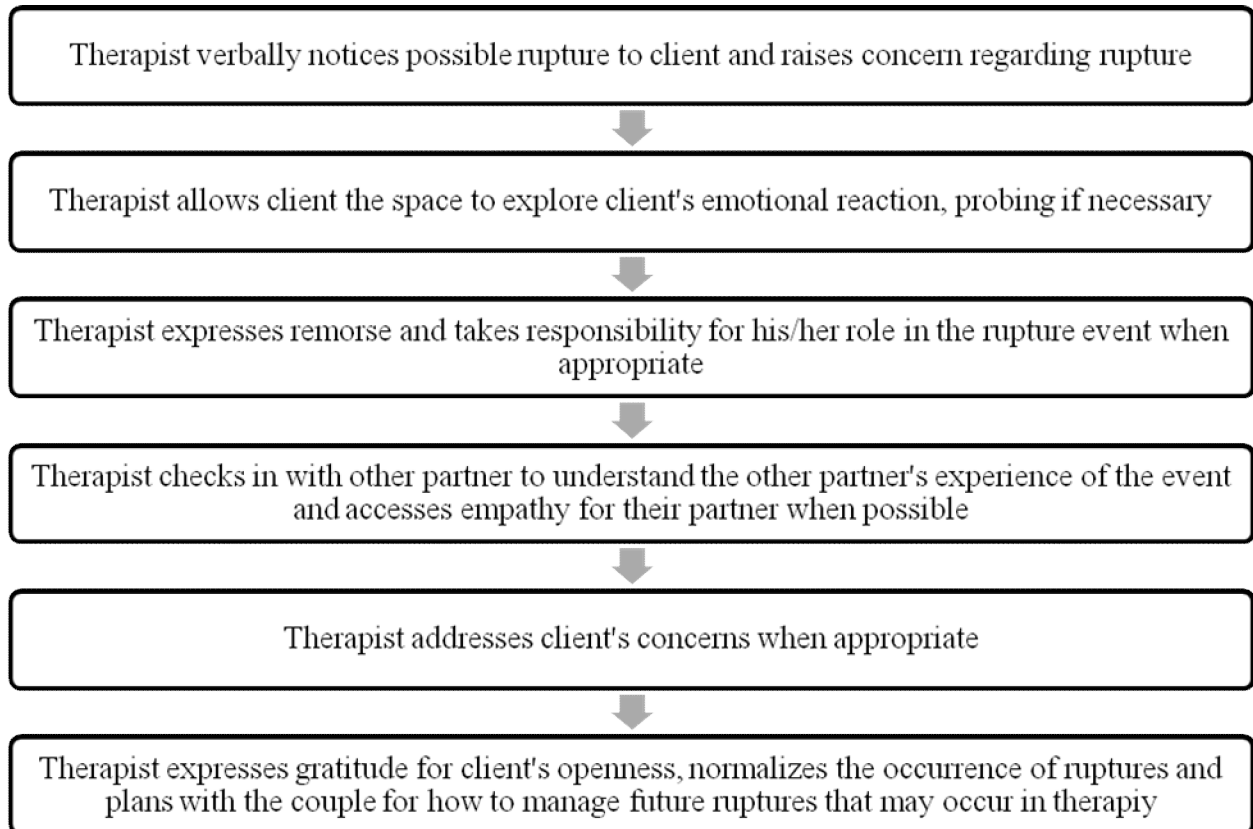 Therapist verbally notices possible rupture to client and raises concern regarding rupture
Therapist allows client the space to explore client's emotional reaction, probing if necessary
Therapist expresses remorse and takes responsibility for his/her role in the rupture event when
appropriate
Therapist checks in with other partner to understand the other partner's experience of the event
and accesses empathy for their partner when possible
Therapist addresses client's concerns when appropriate
Therapist expresses gratitude for client's openness, normalizes the occurrence of ruptures and
plans with the couple for how to manage future ruptures that may occur in therapiy